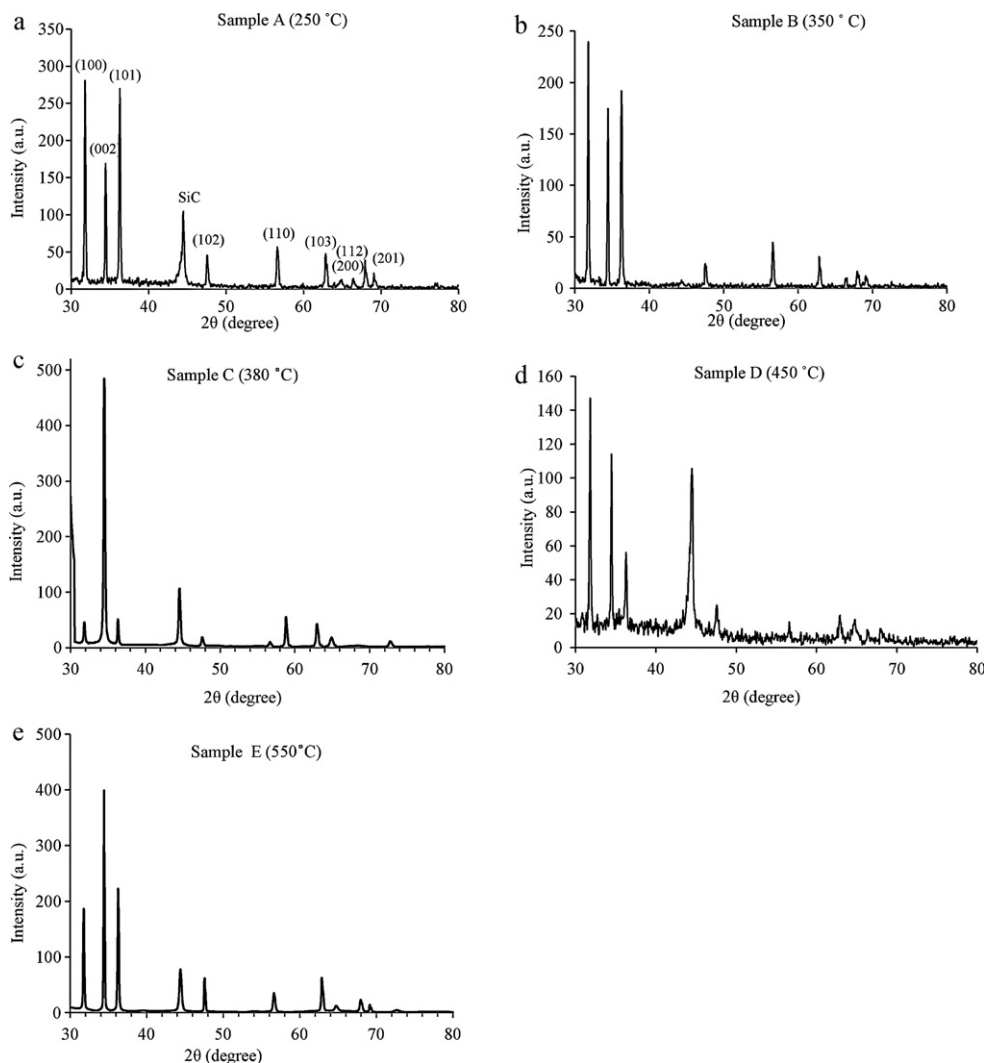 a
Sample A (250 °C)
350
300
250
200
150
100
50
0
Intensity (a.u.)
(100)
(101)
(002)
SiC
(102)
(110)
(103)
(112)
(200)
(201)
30 40 50 60 70 80
2θ (degree)
b
Sample B (350 ° C)
250
200
150
100
50
0
Intensity (a.u.)
30 40 50 60 70 80
2θ (degree)
c
Sample C (380 °C)
500
400
300
200
100
0
Intensity (a.u.)
30 40 50 60 70 80
2θ (degree)
d
Sample D (450 °C)
160
140
120
100
80
60
40
20
0
Intensity (a.u.)
30 40 50 60 70 80
2θ (degree)
e
Sample E (550°C)
500
400
300
200
100
0
Intensity (a.u.)
30 40 50 60 70 80
2θ (degree)